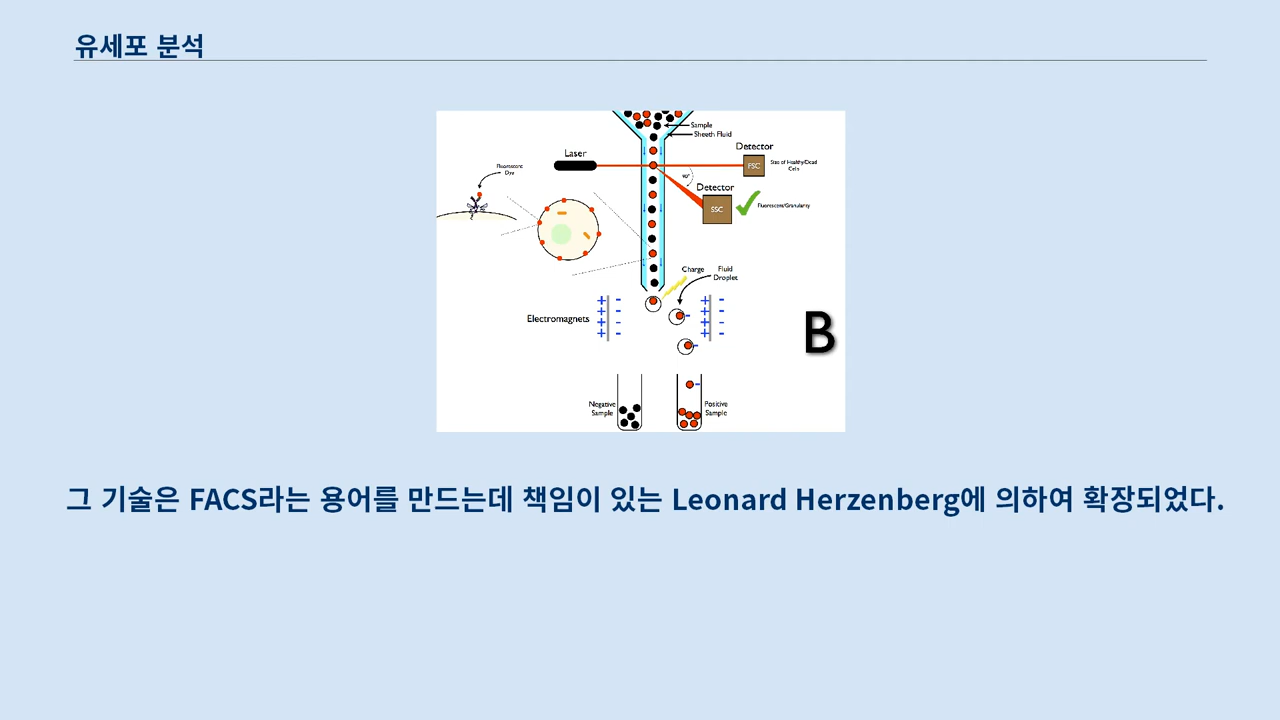 유세포 분석
Sample
Sheeth Fluid
Detector
Laser
FSC
Size of Healthy/Dead
Cells
Fluorescent
Dye
90°
Detector
SSC
Fluorescent/Granularity
Charge
Fluid
Droplet
Electromagnets
B
Negative
Sample
Positive
Sample
그 기술은 FACS라는 용어를 만드는데 책임이 있는 Leonard Herzenberg에 의하여 확장되었다.